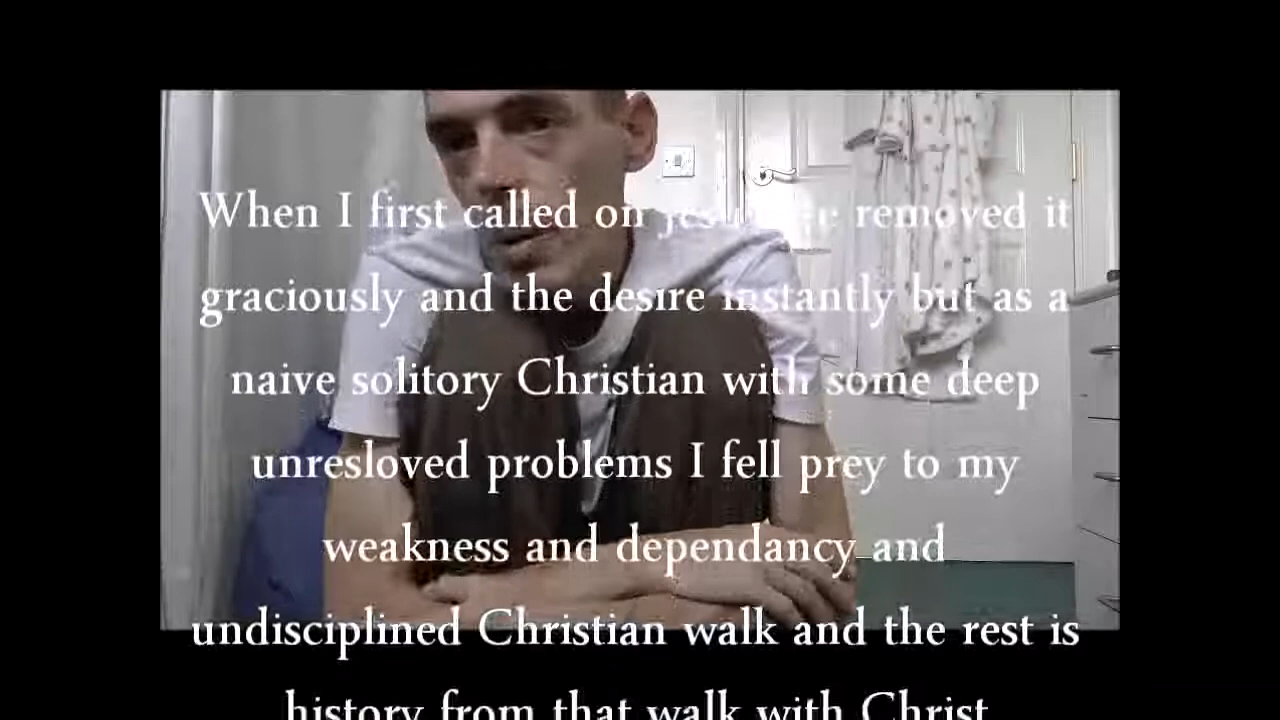 When I first called on Jesus He removed it
graciously and the desire instantly but as a
naive solitory Christian with some deep
unresloved problems I fell prey to my
weakness and dependancy and
undisciplined Christian walk and the rest is
history from that walk with Christ